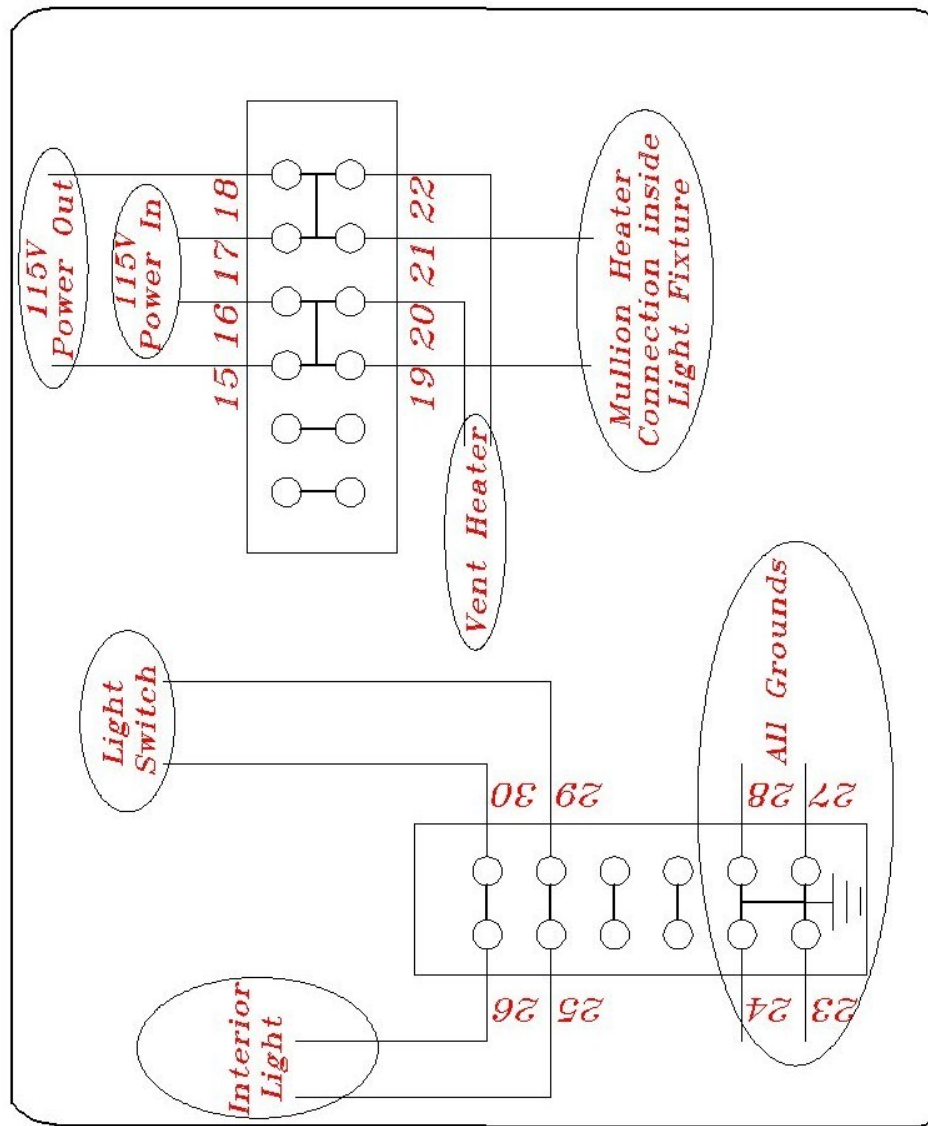 115V
Power Out
115V
Power In
18
17
16
15
22
21
20
19
Mullion Heater
Connection inside
Light Fixture
Vent Heater
Light
Switch
All Grounds
30
29
28
27
26
25
24
23
Interior
Light